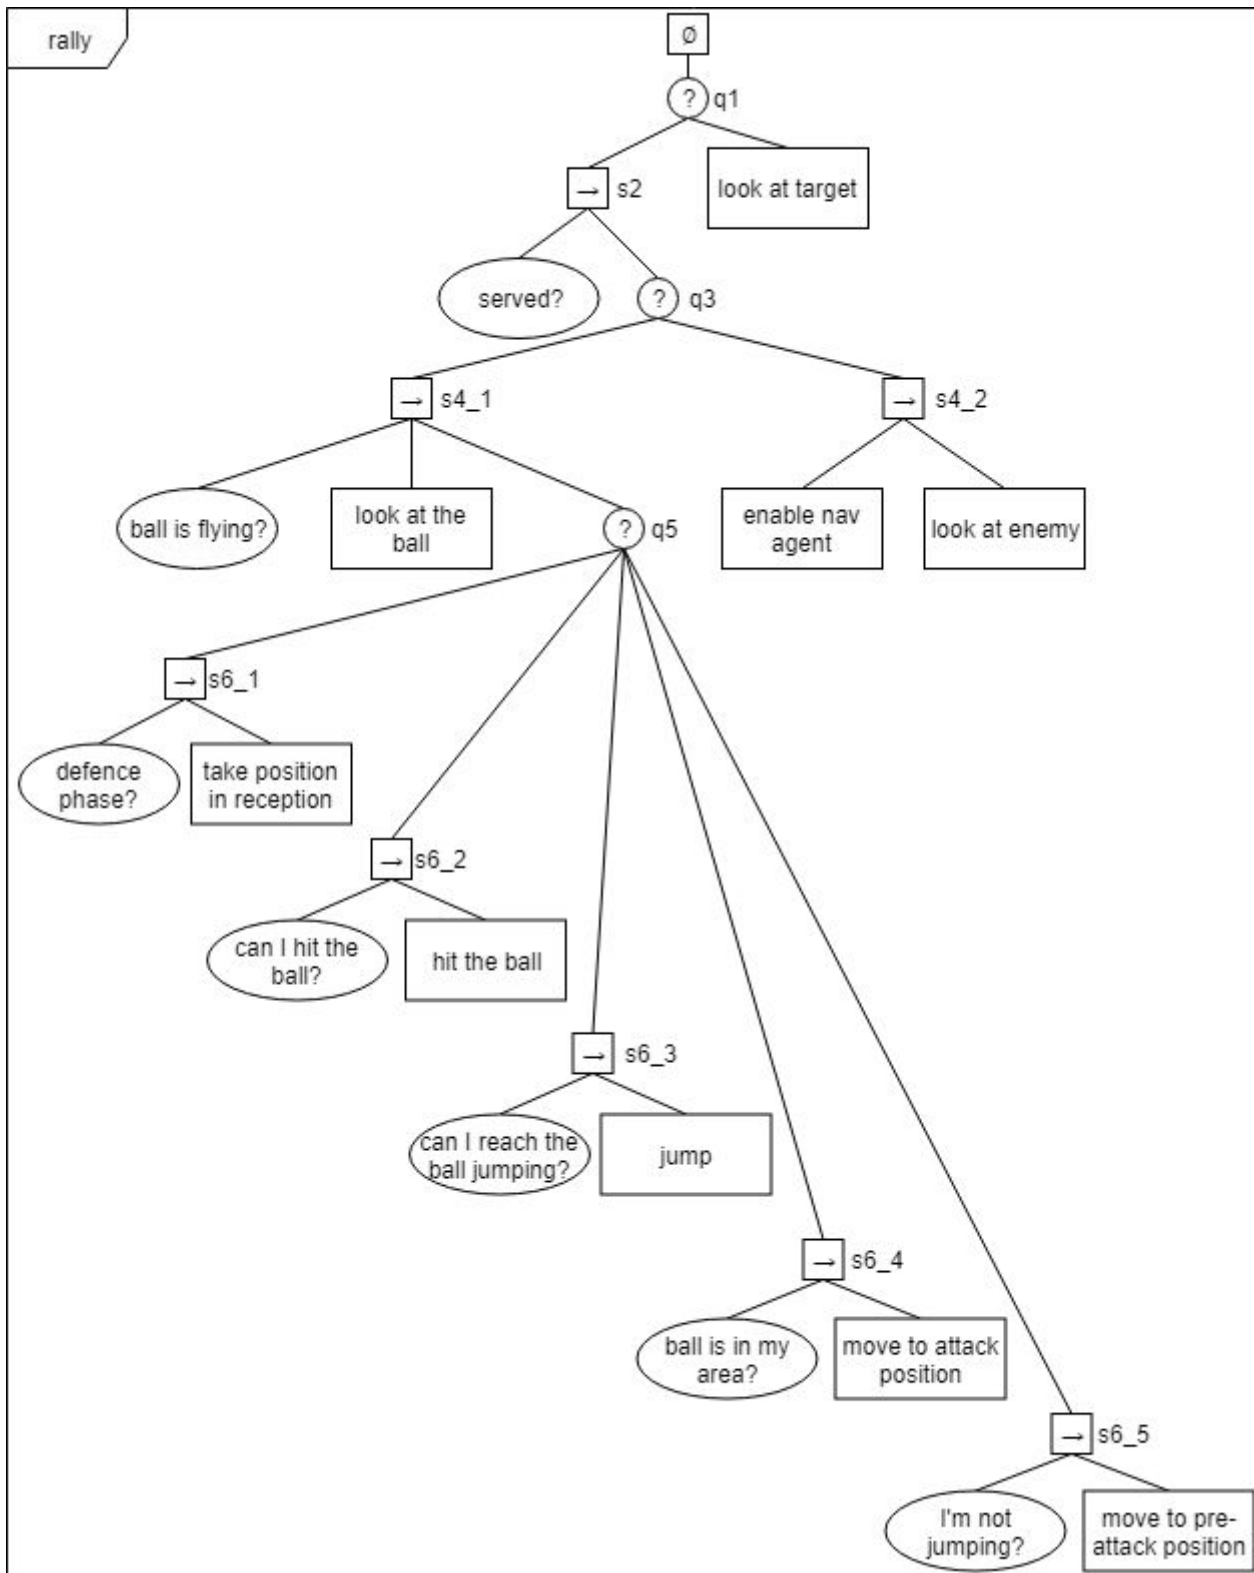 rally
∅
? q1
→ s2
look at target
served?
? q3
→ s4_1
→ s4_2
ball is flying?
look at the
ball
? q5
enable nav
agent
look at enemy
→ s6_1
defence
phase?
take position
in reception
→ s6_2
can I hit the
ball?
hit the ball
→ s6_3
can I reach the
ball jumping?
jump
→ s6_4
ball is in my
area?
move to attack
position
→ s6_5
I'm not
jumping?
move to pre-
attack position